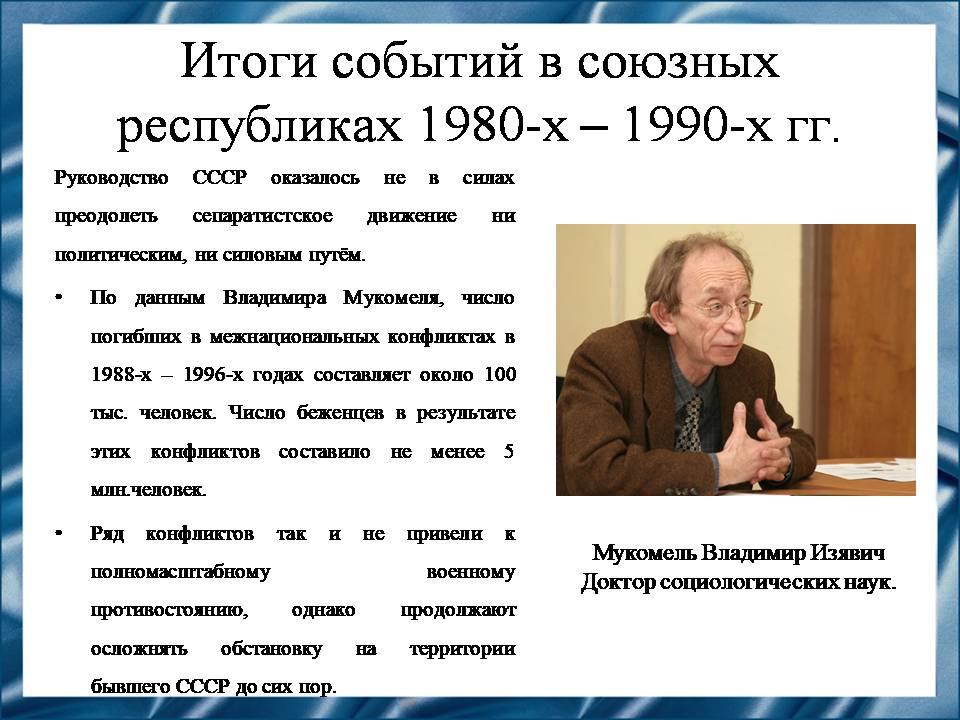 Итоги событий в союзных
республиках 1980-х – 1990-х гг.
Руководство СССР оказалось не в силах
преодолеть сепаратистское движение ни
политическим, ни силовым путём.
• По данным Владимира Мукомеля, число
погибших в межнациональных конфликтах в
1988-х – 1996-х годах составляет около 100
тыс. человек. Число беженцев в результате
этих конфликтов составило не менее 5
млн.человек.
• Ряд конфликтов так и не привели к
полномасштабному военному
противостоянию, однако продолжают
осложнять обстановку на территории
бывшего СССР до сих пор.
Мукомель Владимир Изявич
Доктор социологических наук.